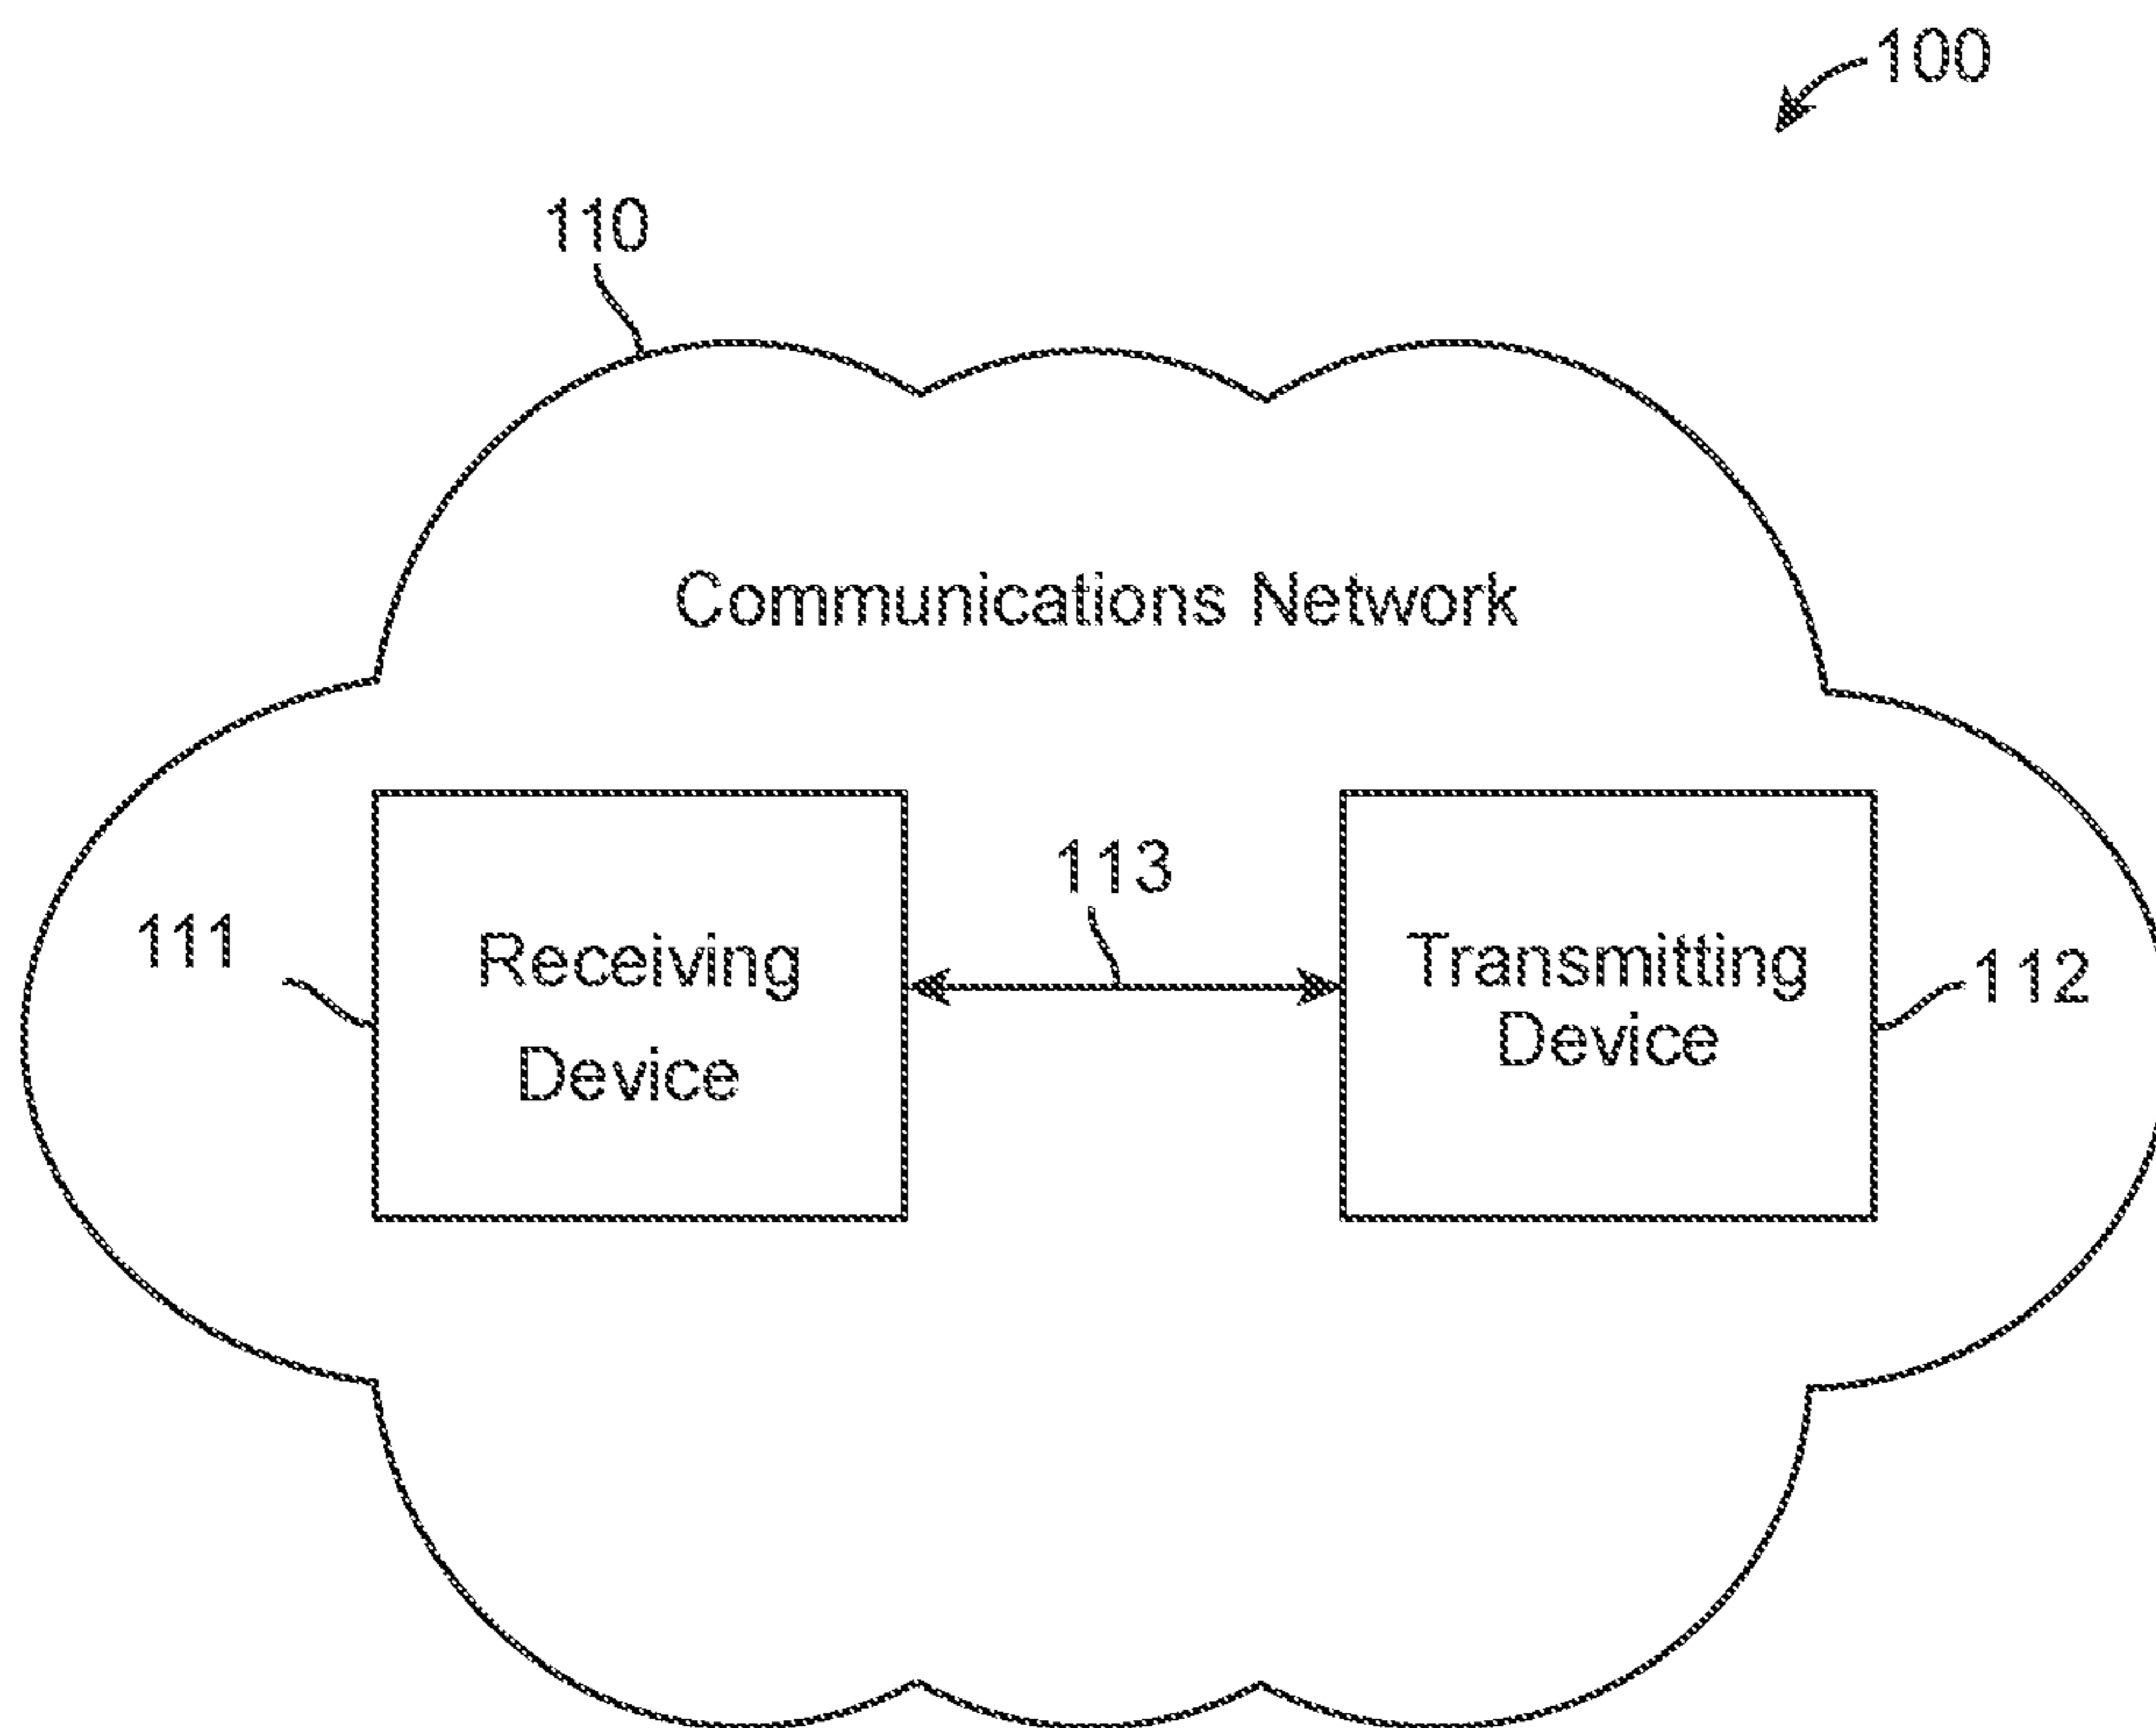 100
110
Communications Network
113
111
Receiving
Device
Transmitting
Device
112